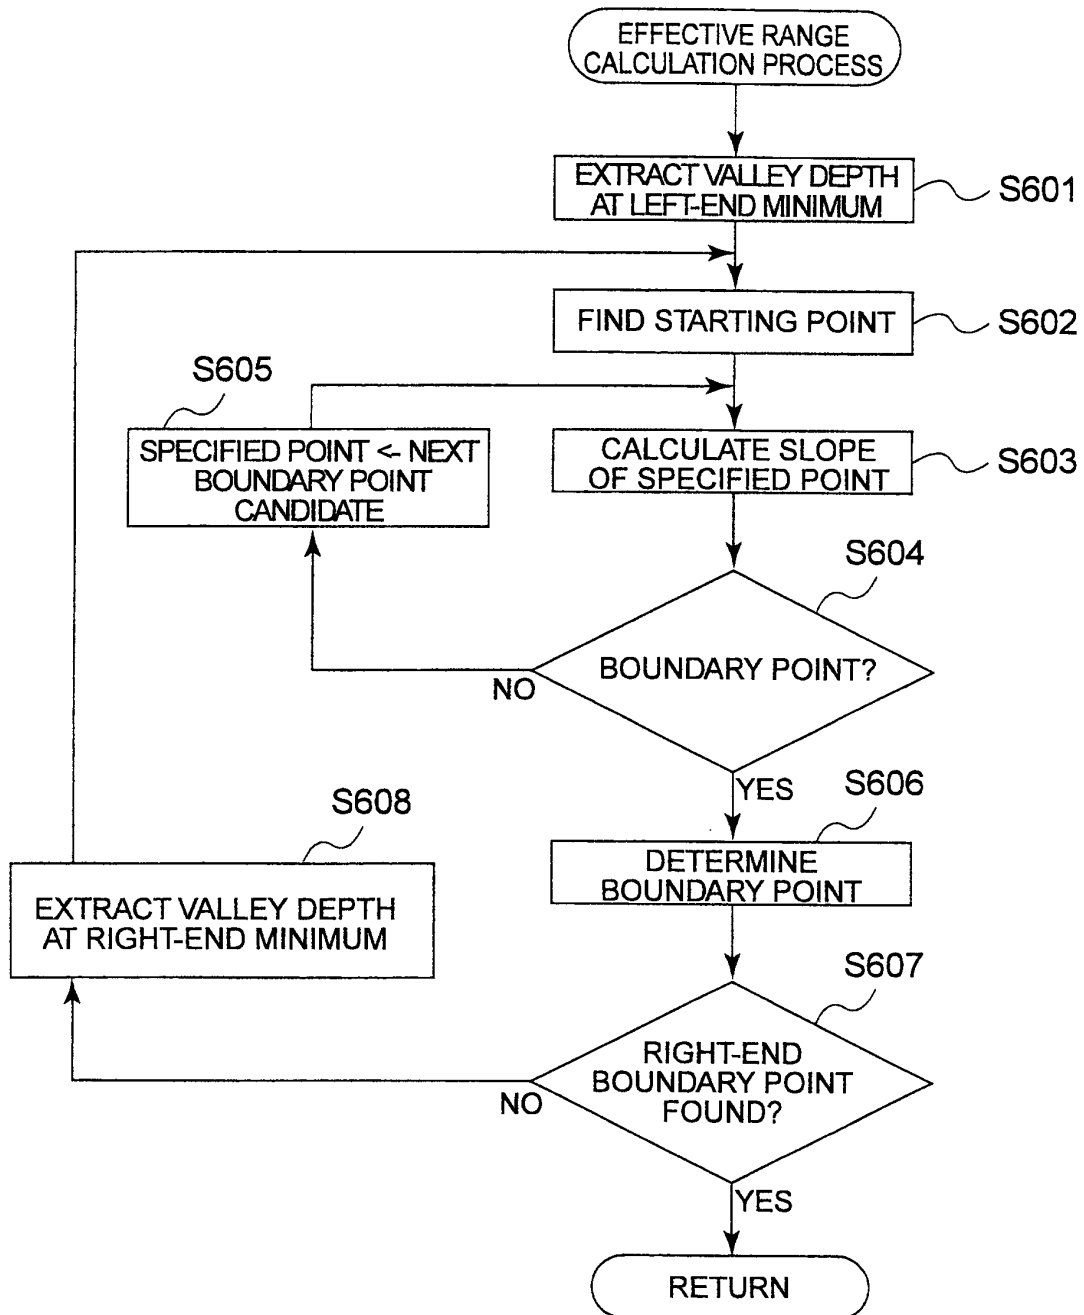 EFFECTIVE RANGE
CALCULATION PROCESS
EXTRACT VALLEY DEPTH
AT LEFT-END MINIMUM
S601
FIND STARTING POINT
S602
S605
SPECIFIED POINT <- NEXT
BOUNDARY POINT
CANDIDATE
CALCULATE SLOPE
OF SPECIFIED POINT
S603
S604
BOUNDARY POINT?
NO
YES
S606
DETERMINE
BOUNDARY POINT
S608
EXTRACT VALLEY DEPTH
AT RIGHT-END MINIMUM
S607
RIGHT-END
BOUNDARY POINT
FOUND?
NO
YES
RETURN